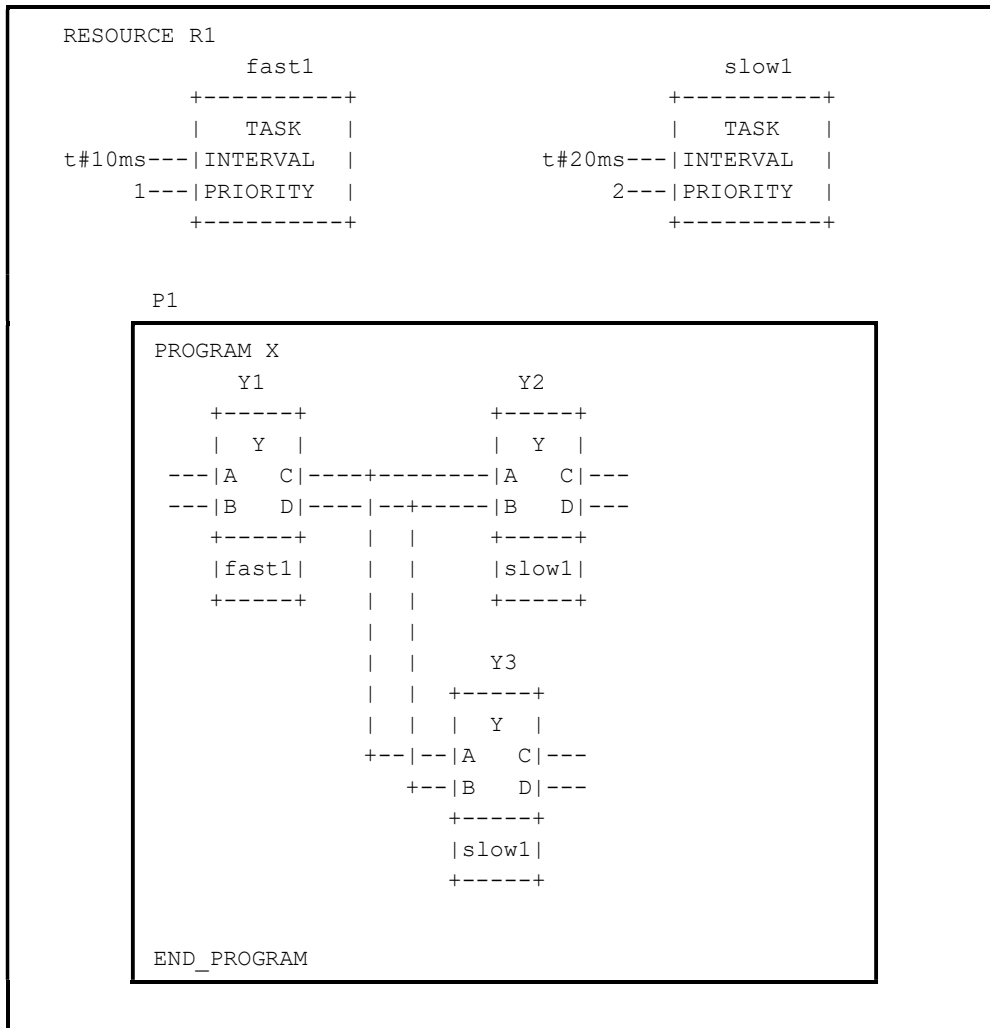 RESOURCE R1
fast1 slow1
+----------+ +----------+
| TASK | | TASK |
t#10ms---|INTERVAL | t#20ms---|INTERVAL |
1---|PRIORITY | 2---|PRIORITY |
+----------+ +----------+
P1
PROGRAM X
Y1 Y2
+-----+ +-----+
| Y | | Y |
---|A C|----+--------|A C|---
---|B D|----|--+-----|B D|---
+-----+ | | +-----+
|fast1| | | |slow1|
+-----+ | | +-----+
| |
| | Y3
| | +-----+
| | | Y |
+--|--|A C|---
+--|B D|---
+-----+
|slow1|
+-----+
END_PROGRAM